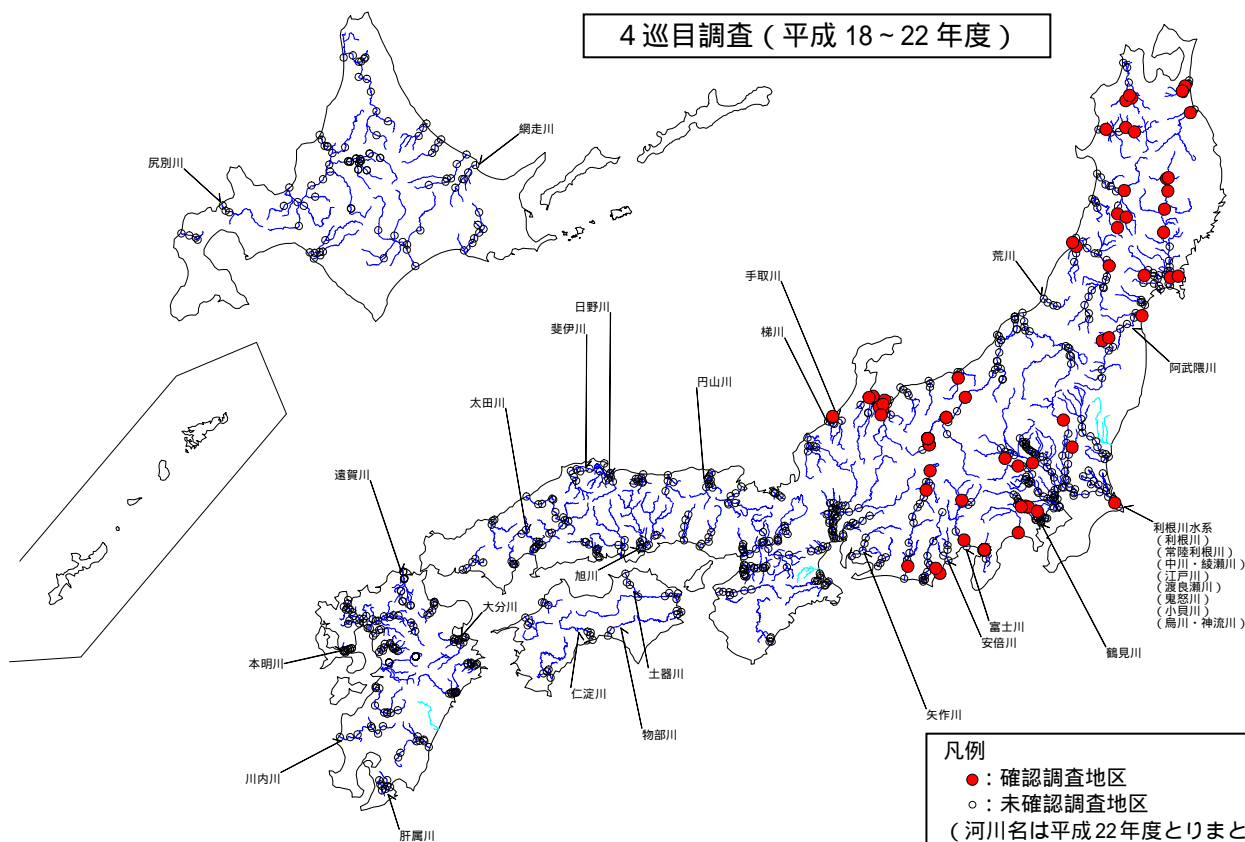 4巡目調査(平成18~22年度)
網走川
尻別川
荒川
手取川
日野川
斐伊川
梯川
阿武隈川
円山川
太田川
遠賀川
利根川水系
(利根川)
(常陸利根川)
(中川・綾瀬川)
(江戸川)
(渡良瀬川)
(鬼怒川)
(小貝川)
(烏川・神流川)
旭川
大分川
富士川
安倍川
鶴見川
本明川
土器川
仁淀川
矢作川
物部川
川内川
肝属川
凡例
●:確認調査地区
○:未確認調査地区
(河川名は平成22年度とりまと